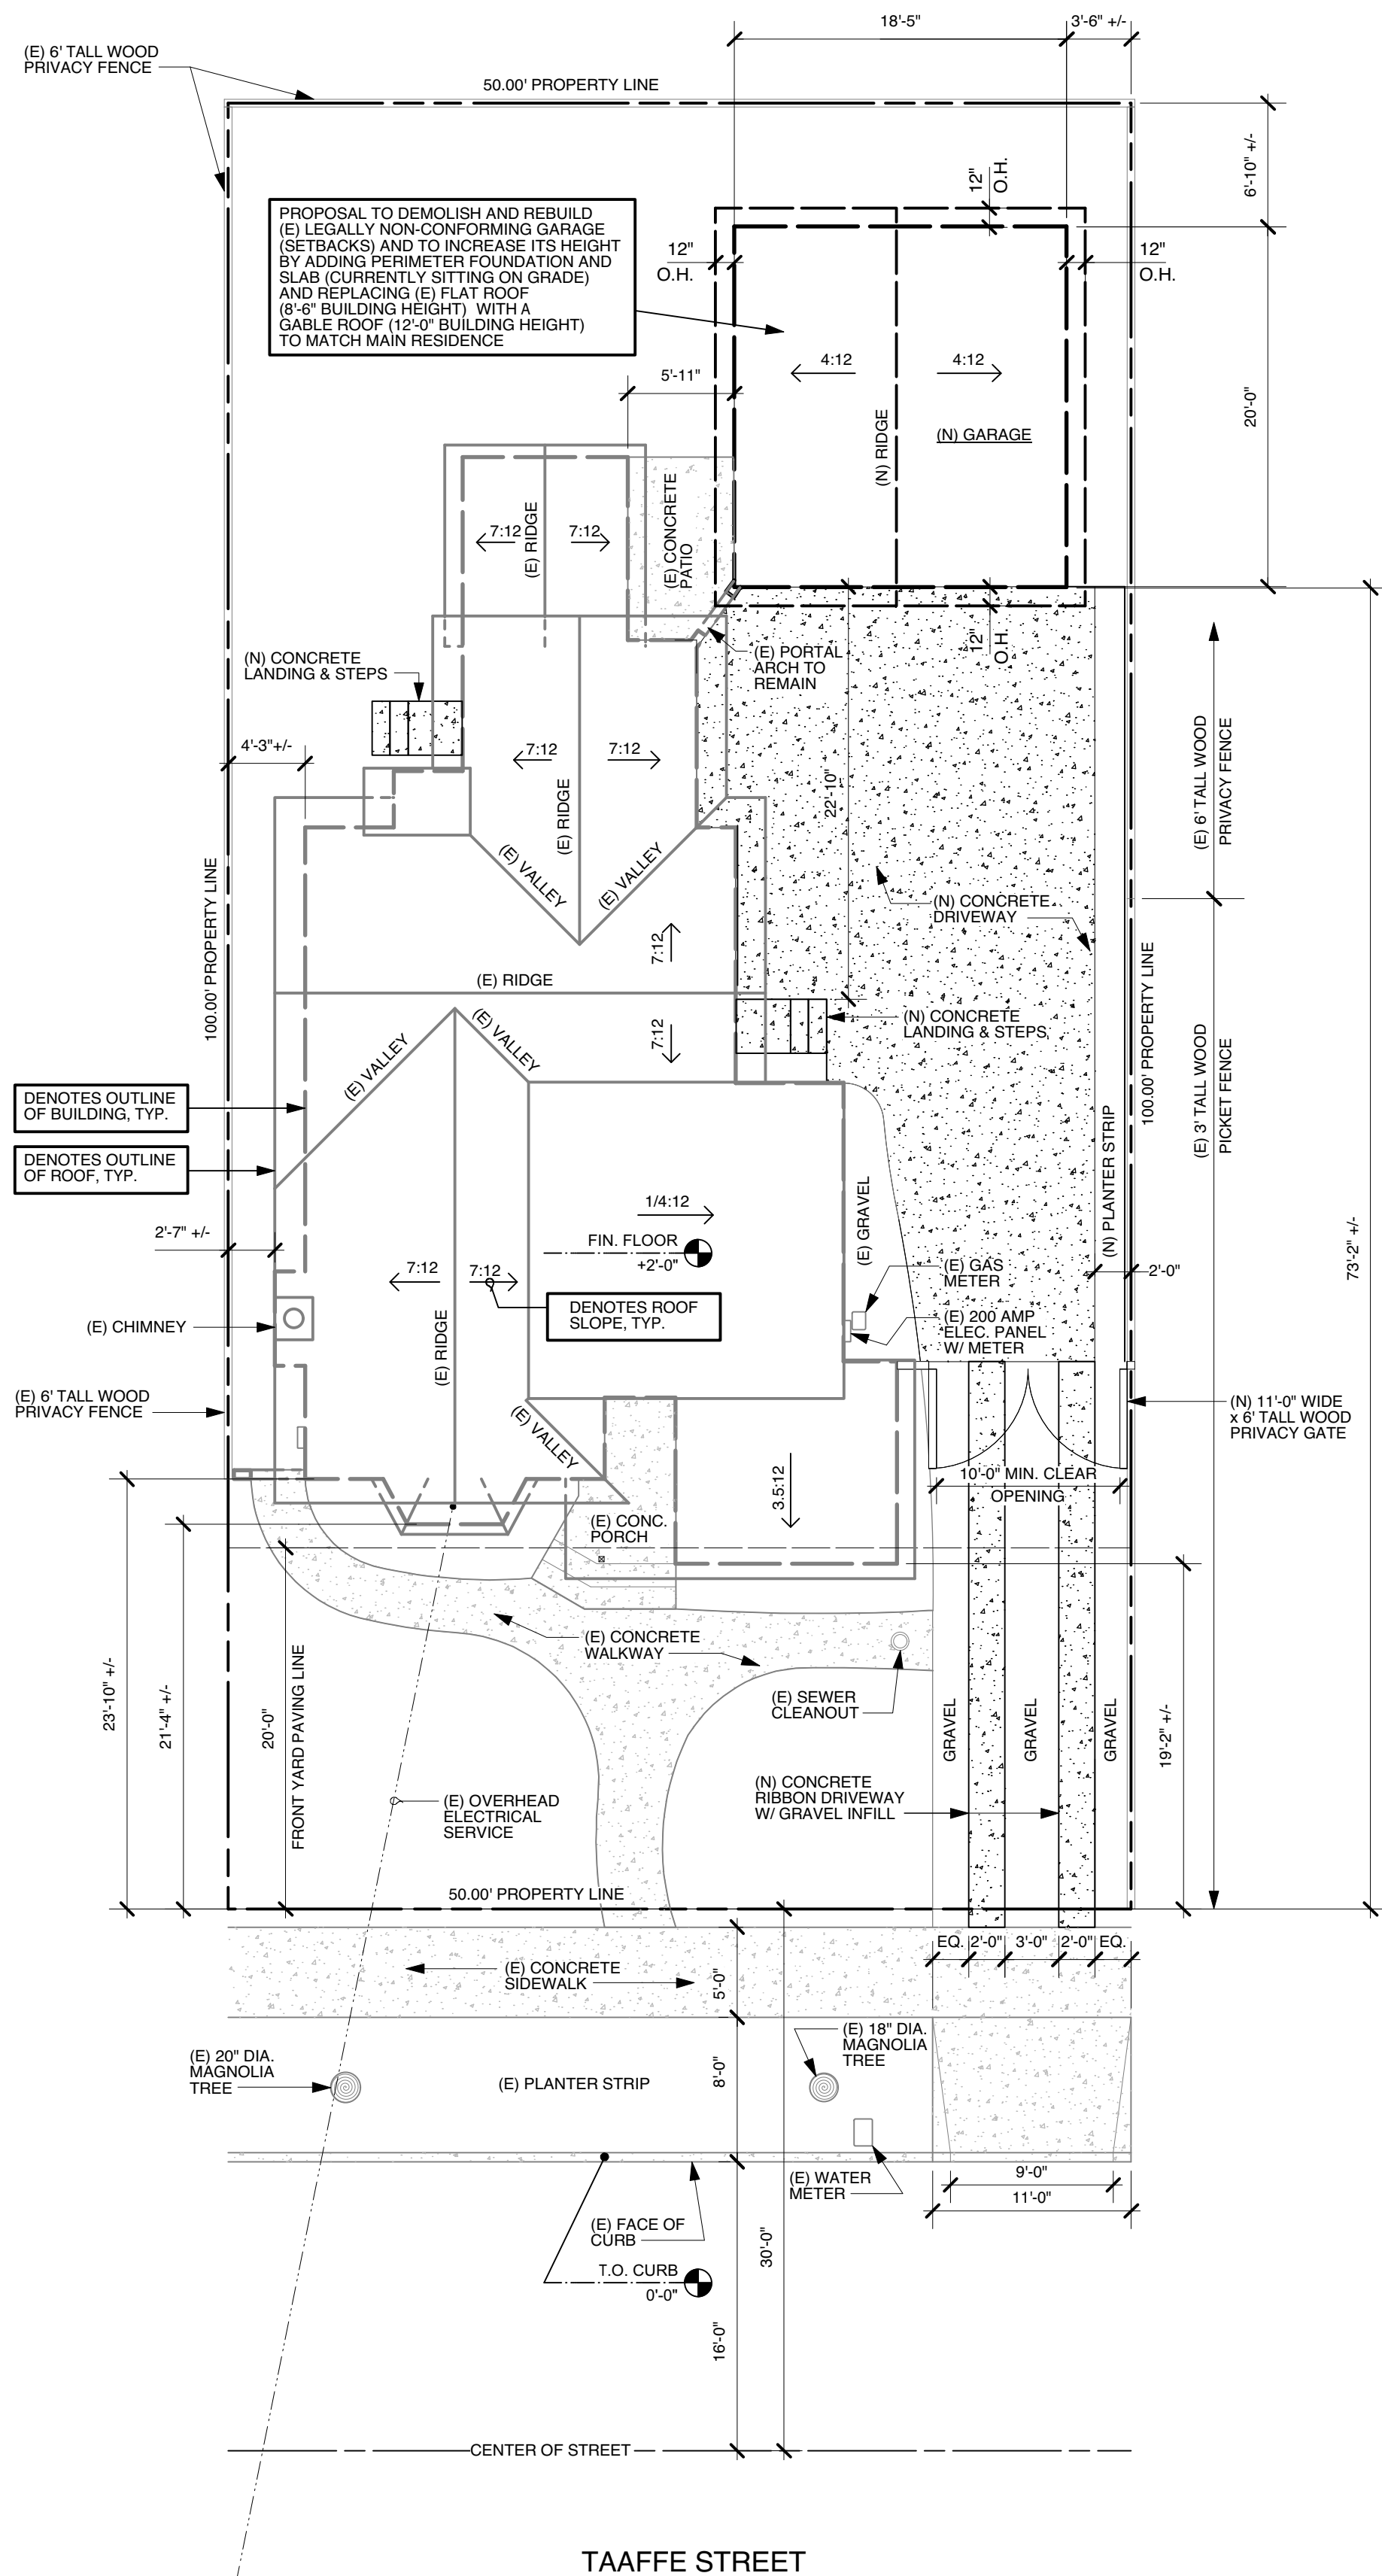 18'-5"
3'-6" +/-
(E) 6' TALL WOOD
PRIVACY FENCE
50.00' PROPERTY LINE
6'-10" +/-
12"
O.H.
PROPOSAL TO DEMOLISH AND REBUILD
(E) LEGALLY NON-CONFORMING GARAGE
(SETBACKS) AND TO INCREASE ITS HEIGHT
BY ADDING PERIMETER FOUNDATION AND
SLAB (CURRENTLY SITTING ON GRADE)
AND REPLACING (E) FLAT ROOF
(8'-6" BUILDING HEIGHT) WITH A
GABLE ROOF (12'-0" BUILDING HEIGHT)
TO MATCH MAIN RESIDENCE
12"
O.H.
12"
O.H.
4:12
4:12
5'-11"
20'-0"
(N) RIDGE
(N) GARAGE
(E) CONCRETE
PATIO
7:12
(E) RIDGE
7:12
12"
O.H.
(E) PORTAL
ARCH TO
REMAIN
(N) CONCRETE
LANDING & STEPS
4'-3"+/-
7:12
7:12
(E) RIDGE
22'-10"
(E) 6' TALL WOOD
PRIVACY FENCE
(E) VALLEY
(E) VALLEY
(N) CONCRETE
DRIVEWAY
100.00' PROPERTY LINE
7:12
(E) RIDGE
7:12
(N) CONCRETE
LANDING & STEPS
100.00' PROPERTY LINE
(E) 3' TALL WOOD
PICKET FENCE
(E) VALLEY
(E) VALLEY
DENOTES OUTLINE
OF BUILDING, TYP.
DENOTES OUTLINE
OF ROOF, TYP.
(N) PLANTER STRIP
(E) GRAVEL
1/4:12
2'-7" +/-
FIN. FLOOR
+2'-0"
7:12
7:12
2'-0"
73'-2" +/-
(E) GAS
METER
DENOTES ROOF
SLOPE, TYP.
(E) 200 AMP
ELEC. PANEL
W/ METER
(E) CHIMNEY
(E) RIDGE
(E) 6' TALL WOOD
PRIVACY FENCE
(N) 11'-0" WIDE
x 6' TALL WOOD
PRIVACY GATE
(E) VALLEY
3.5:12
10'-0" MIN. CLEAR
OPENING
(E) CONC.
PORCH
(E) CONCRETE
WALKWAY
23'-10" +/-
21'-4" +/-
20'-0"
FRONT YARD PAVING LINE
(E) SEWER
CLEANOUT
GRAVEL
GRAVEL
GRAVEL
19'-2" +/-
(N) CONCRETE
RIBBON DRIVEWAY
W/ GRAVEL INFILL
(E) OVERHEAD
ELECTRICAL
SERVICE
50.00' PROPERTY LINE
EQ.
2'-0"
3'-0"
2'-0"
EQ.
(E) CONCRETE
SIDEWALK
5'-0"
(E) 20" DIA.
MAGNOLIA
TREE
(E) PLANTER STRIP
8'-0"
(E) 18" DIA.
MAGNOLIA
TREE
(E) WATER
METER
9'-0"
11'-0"
(E) FACE OF
CURB
30'-0"
T.O. CURB
0'-0"
16'-0"
CENTER OF STREET
TAAFFE STREET